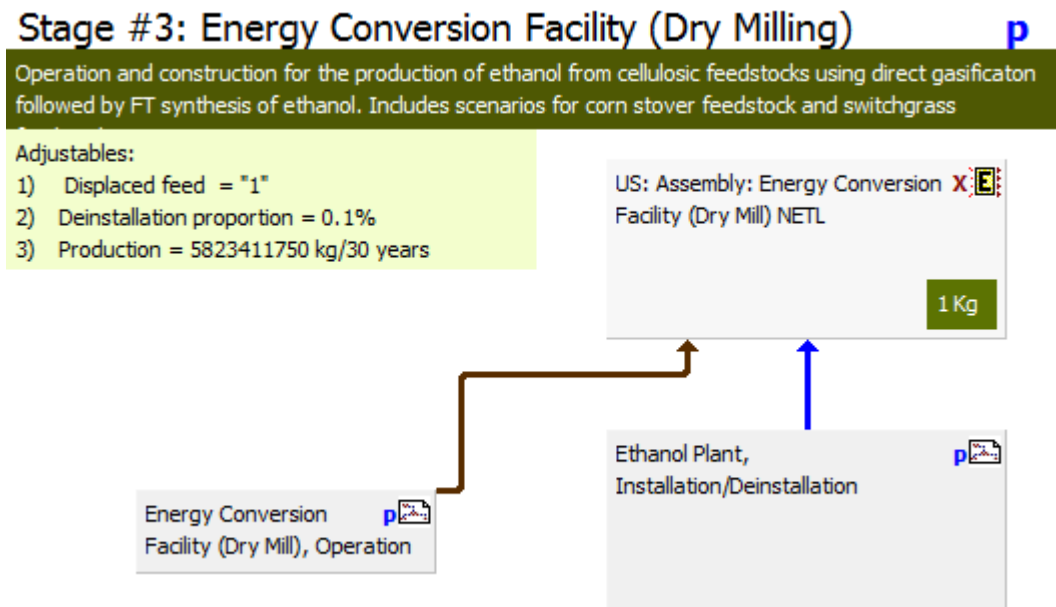 Stage #3: Energy Conversion Facility (Dry Milling) p
Operation and construction for the production of ethanol from cellulosic feedstocks using direct gasificaton
followed by FT synthesis of ethanol. Includes scenarios for corn stover feedstock and switchgrass
Adjustables:
1) Displaced feed = "1"
2) Deinstallation proportion = 0.1%
3) Production = 5823411750 kg/30 years
US: Assembly: Energy Conversion X E
Facility (Dry Mill) NETL
1 Kg
Ethanol Plant, p
Installation/Deinstallation
Energy Conversion p
Facility (Dry Mill), Operation